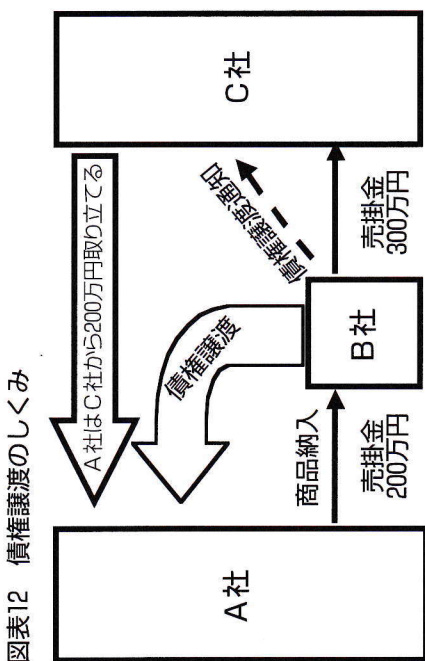 図表12 債権譲渡のしくみ
A社はC社から200万円取り立てる
債権譲渡
債権譲渡通知
A社
商品納入
売掛金
200万円
B社
売掛金
300万円
C社